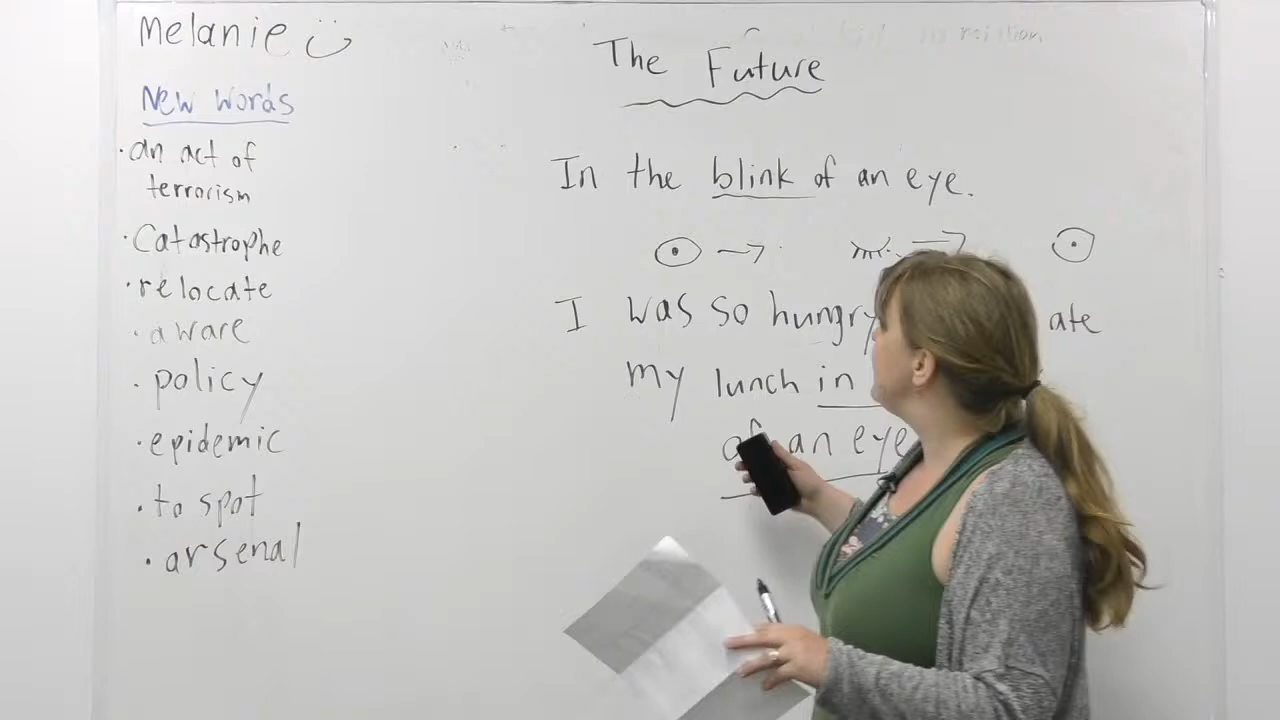 Melanie
New words
·an act of
terrorism
·Catastrophe
·relocate
·aware
·policy
·epidemic
·to spot
·arsenal
The Future
In the blink of an eye.
I was so hungry ate
my lunch in
of an eye